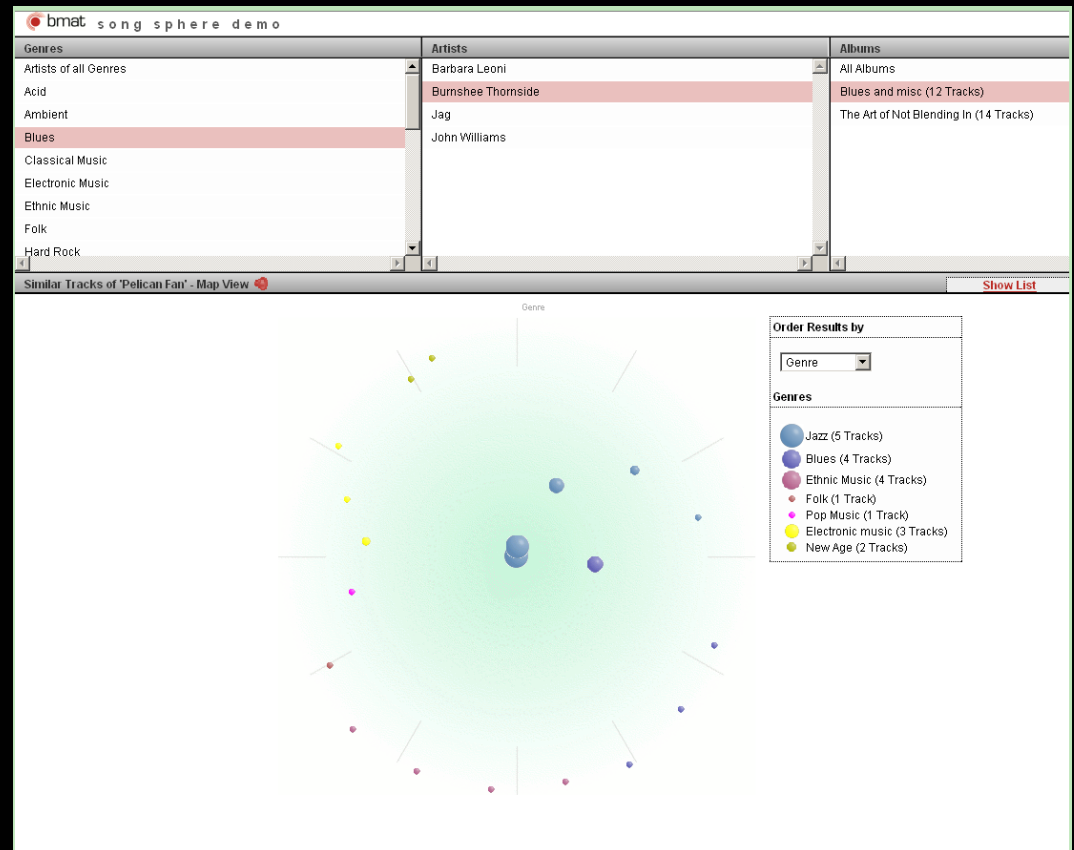 bmat song sphere demo
Genres
Artists of all Genres
Acid
Ambient
Blues
Classical Music
Electronic Music
Ethnic Music
Folk
Hard Rock
Artists
Barbara Leoni
Burnshee Thornside
Jag
John Williams
Albums
All Albums
Blues and misc (12 Tracks)
The Art of Not Blending In (14 Tracks)
Similar Tracks of 'Pelican Fan' - Map View
Show List
Genre
Order Results by
Genre
Genres
Jazz (5 Tracks)
Blues (4 Tracks)
Ethnic Music (4 Tracks)
Folk (1 Track)
Pop Music (1 Track)
Electronic music (3 Tracks)
New Age (2 Tracks)